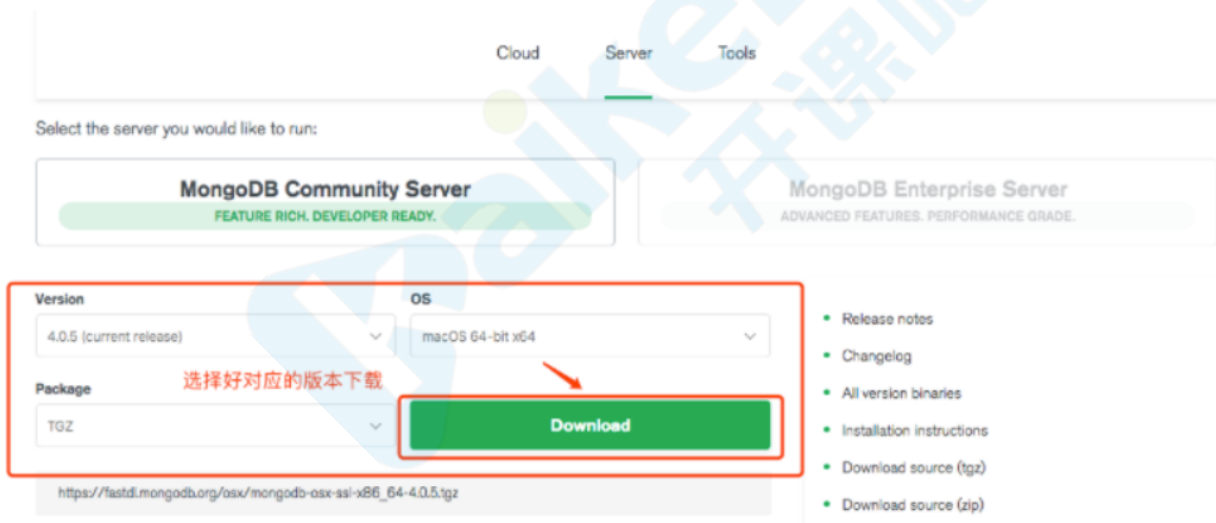 Cloud Server Tools
Select the server you would like to run:
MongoDB Community Server
FEATURE RICH. DEVELOPER READY.
MongoDB Enterprise Server
ADVANCED FEATURES. PERFORMANCE GRADE.
Version
OS
4.0.5 (current release)
macOS 64-bit x64
选择好对应的版本下载
Package
TGZ
Download
https://fastdl.mongodb.org/osx/mongodb-osx-ssl-x86_64-4.0.5.tgz
Release notes
Changelog
All version binaries
Installation instructions
Download source (tgz)
Download source (zip)
开课吧